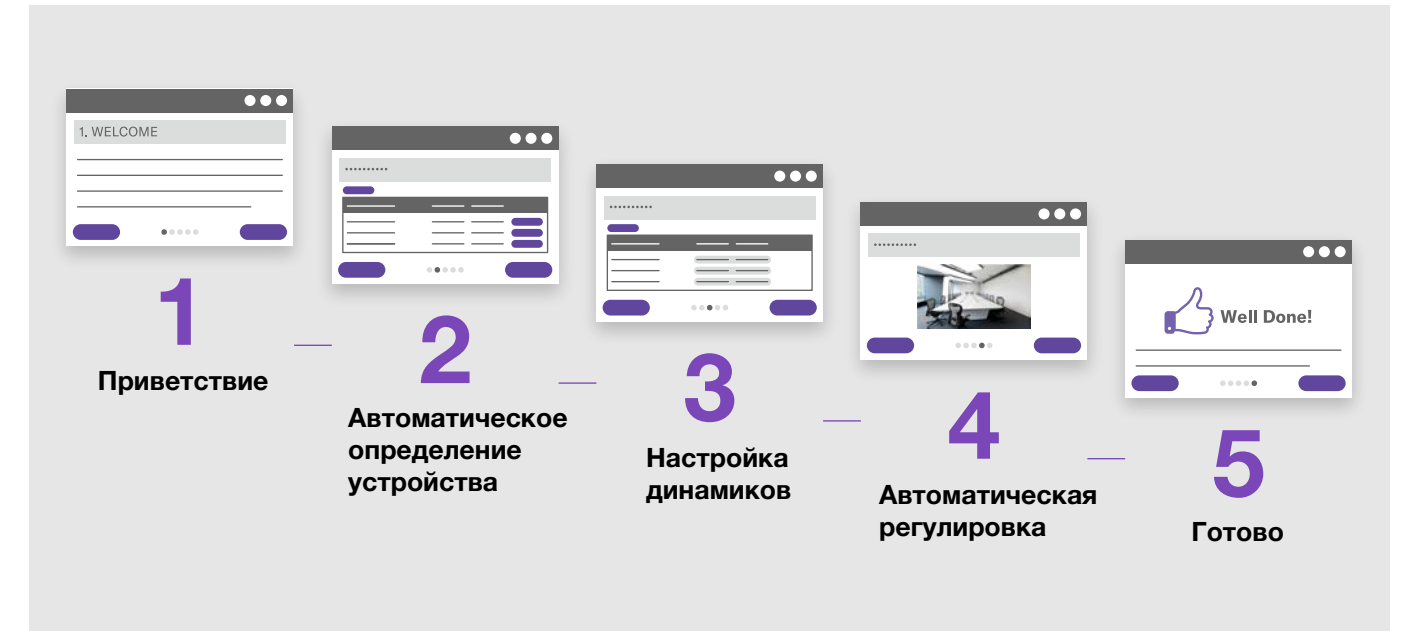 1. WELCOME
1
Приветствие
2
Автоматическое
определение
устройства
3
Настройка
динамиков
4
Автоматическая
регулировка
Well Done!
5
Готово